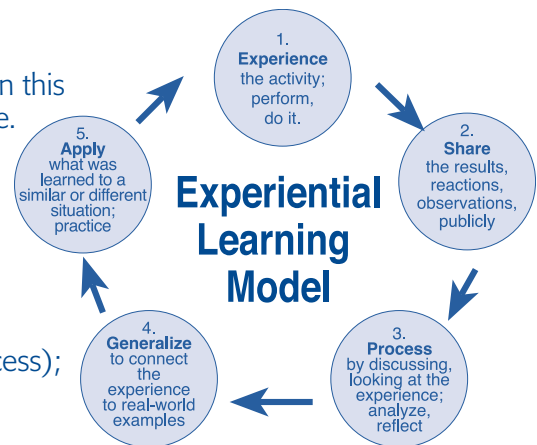 n this
e.
1.
Experience
the activity;
perform,
do it.
2.
Share
the results,
reactions,
observations,
publicly
5.
Apply
what was
learned to a
similar or different
situation;
practice
Experiential
Learning
Model
3.
Process
by discussing,
looking at the
experience;
analyze,
reflect
4.
Generalize
to connect
the
experience
to real-world
examples
cess);